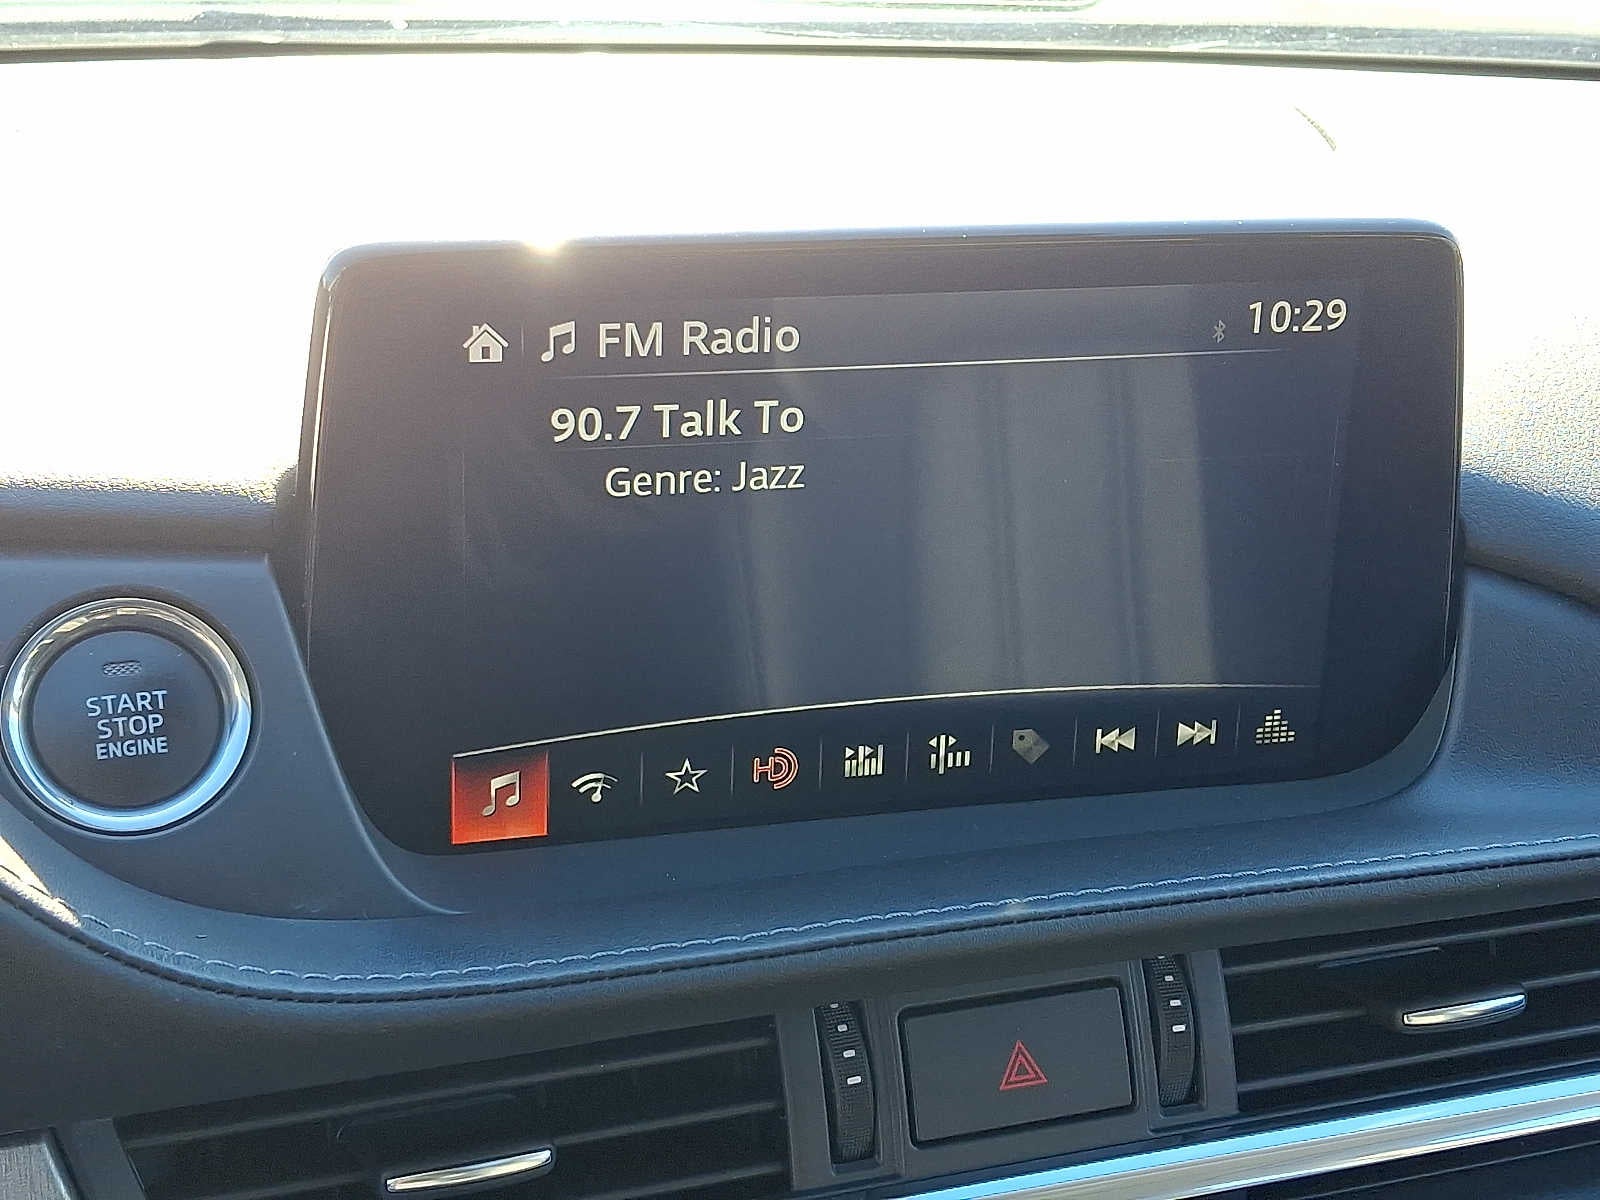 FM Radio
10:29
90.7 Talk To
Genre: Jazz
HD
START
STOP
ENGINE